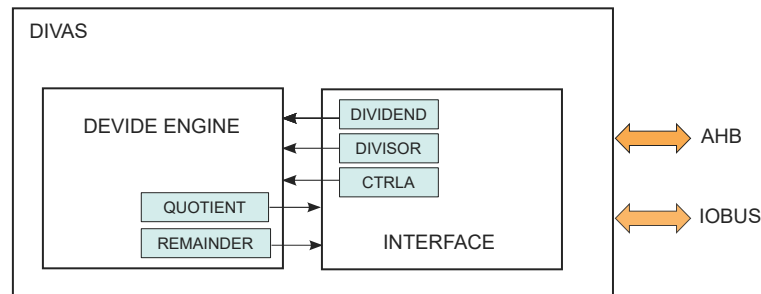 DIVAS
DEVIDE ENGINE
DIVIDEND
DIVISOR
CTRLA
QUOTIENT
REMAINDER
INTERFACE
AHB
IOBUS